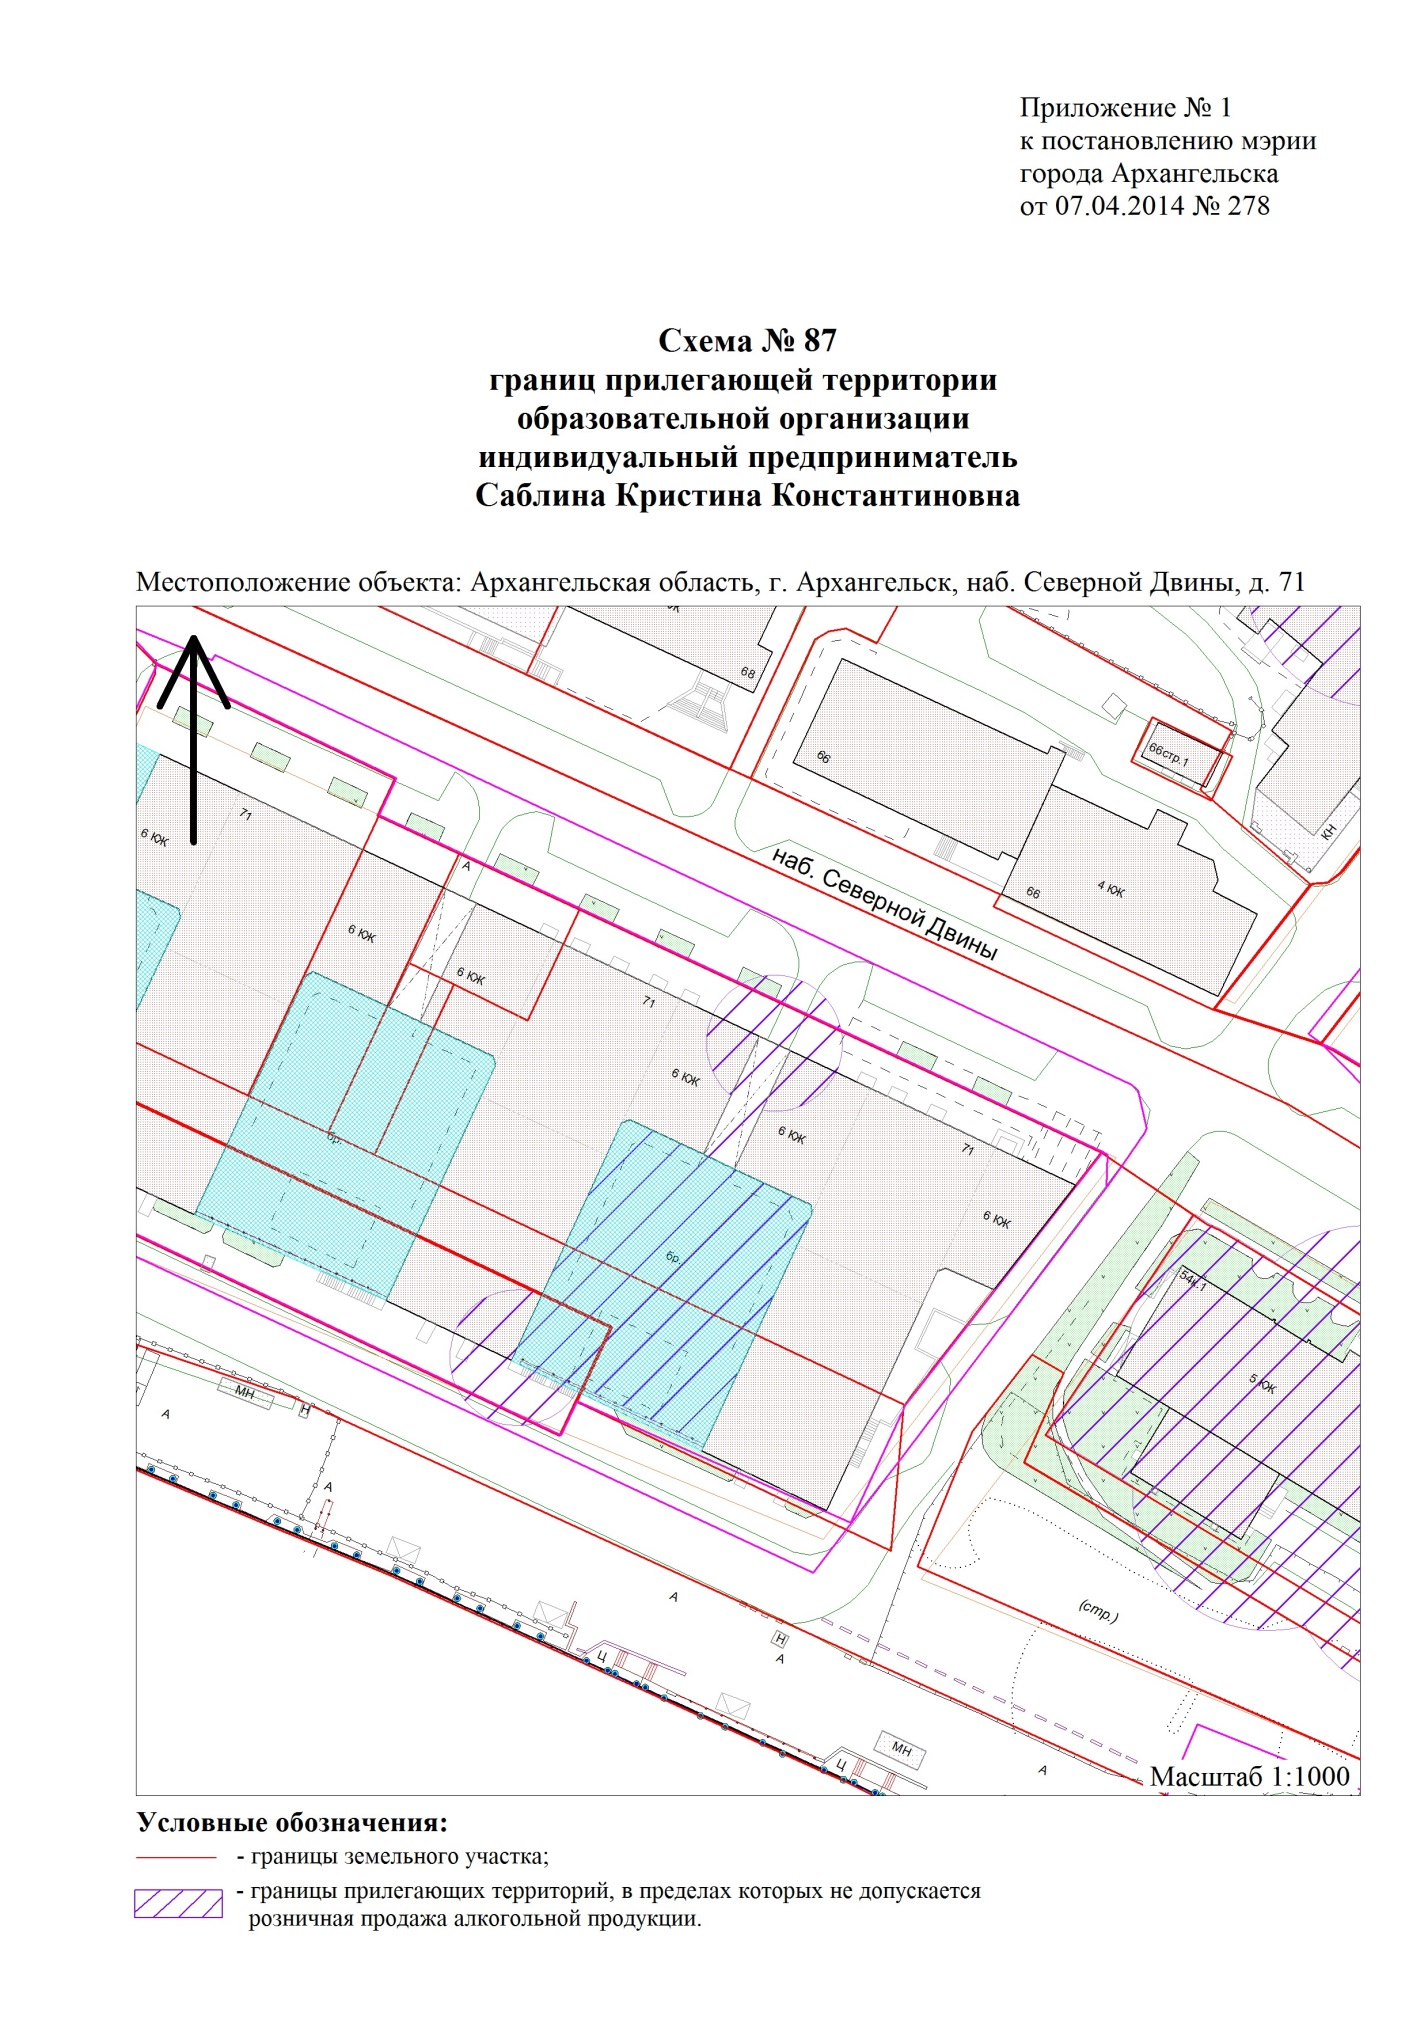 Приложение № 1
к постановлению мэрии
города Архангельска
от 07.04.2014 № 278
Схема № 87
границ прилегающей территории
образовательной организации
индивидуальный предприниматель
Саблина Кристина Константиновна
Местоположение объекта: Архангельская область, г. Архангельск, наб. Северной Двины, д. 71
68
66
66стр.1
71
6 КЖ
КН
А
наб. Северной Двины
66
4 КЖ
6 КЖ
6 КЖ
71
6 КЖ
бр.
6 КЖ
71
6 КЖ
бр.
54к.1
5 КЖ
МН
Н
А
А
А
(стр.)
Н
А
Ц
МН
Ц
А
Масштаб 1:1000
Условные обозначения:
- границы земельного участка;
- границы прилегающих территорий, в пределах которых не допускается
розничная продажа алкогольной продукции.